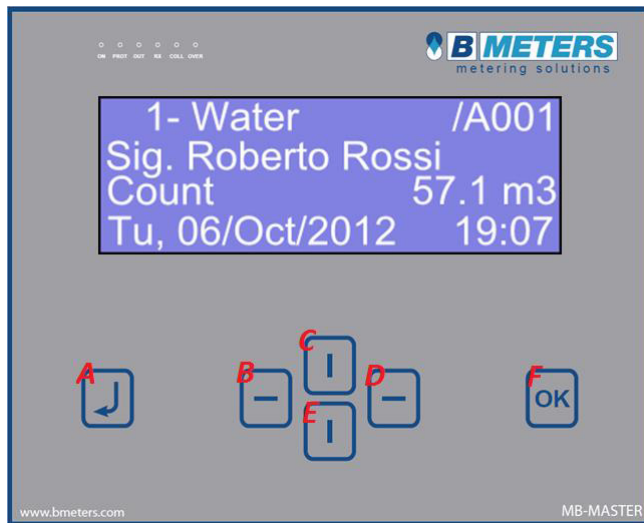 B METERS
metering solutions
ON PROT OUT RX COLL OVER
1- Water /A001
Sig. Roberto Rossi
Count 57.1 m3
Tu, 06/Oct/2012 19:07
A
B
C
D
E
F
OK
www.bmeters.com MB-MASTER